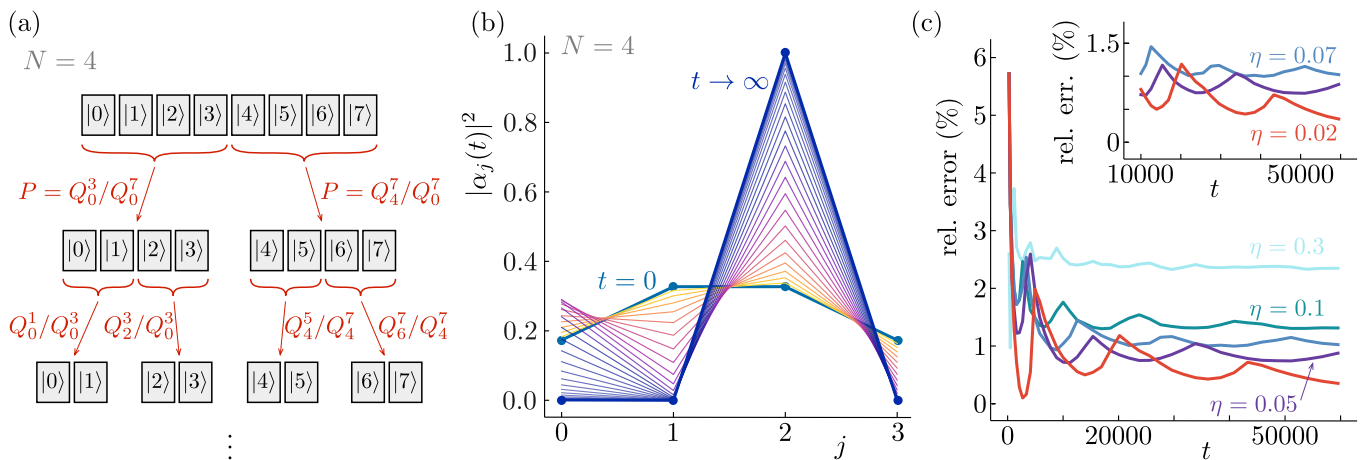 (a)
N = 4
|0⟩ |1⟩ |2⟩ |3⟩ |4⟩ |5⟩ |6⟩ |7⟩
P = Q_0^3/Q_0^7
P = Q_4^7/Q_0^7
|0⟩ |1⟩ |2⟩ |3⟩
|4⟩ |5⟩ |6⟩ |7⟩
Q_0^1/Q_0^3
Q_2^3/Q_0^3
Q_4^5/Q_4^7
Q_6^7/Q_4^7
|0⟩ |1⟩
|2⟩ |3⟩
|4⟩ |5⟩
|6⟩ |7⟩
⋮
(b)
N = 4
|α_j(t)|^2
1.0
0.8
0.6
0.4
0.2
0.0
t → ∞
t = 0
0 1 2 3
j
(c)
rel. error (%)
6
5
4
3
2
1
0
η = 0.3
η = 0.1
η = 0.05
0 20000 50000
t
rel. err. (%)
1.5
0
η = 0.07
η = 0.02
10000 50000
t